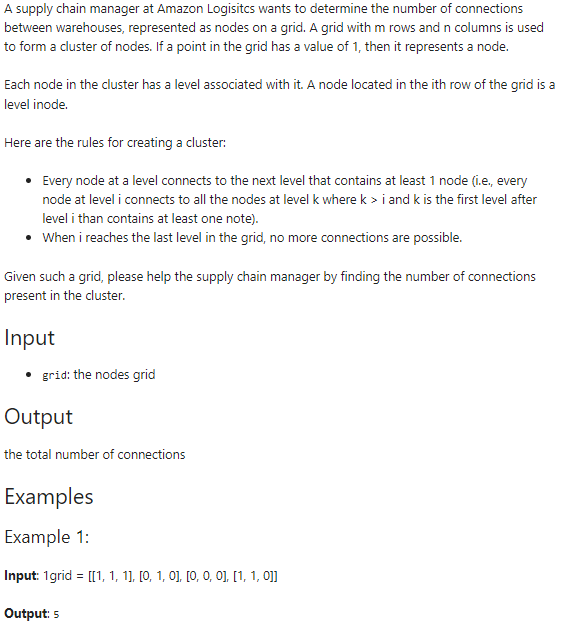 A supply chain manager at Amazon Logisitcs wants to determine the number of connections
between warehouses, represented as nodes on a grid. A grid with m rows and n columns is used
to form a cluster of nodes. If a point in the grid has a value of 1, then it represents a node.
Each node in the cluster has a level associated with it. A node located in the ith row of the grid is a
level inode.
Here are the rules for creating a cluster:
• Every node at a level connects to the next level that contains at least 1 node (i.e., every
node at level i connects to all the nodes at level k where k > i and k is the first level after
level i than contains at least one note).
• When i reaches the last level in the grid, no more connections are possible.
Given such a grid, please help the supply chain manager by finding the number of connections
present in the cluster.
Input
• grid: the nodes grid
Output
the total number of connections
Examples
Example 1:
Input: 1grid = [[1, 1, 1], [0, 1, 0], [0, 0, 0], [1, 1, 0]]
Output: 5